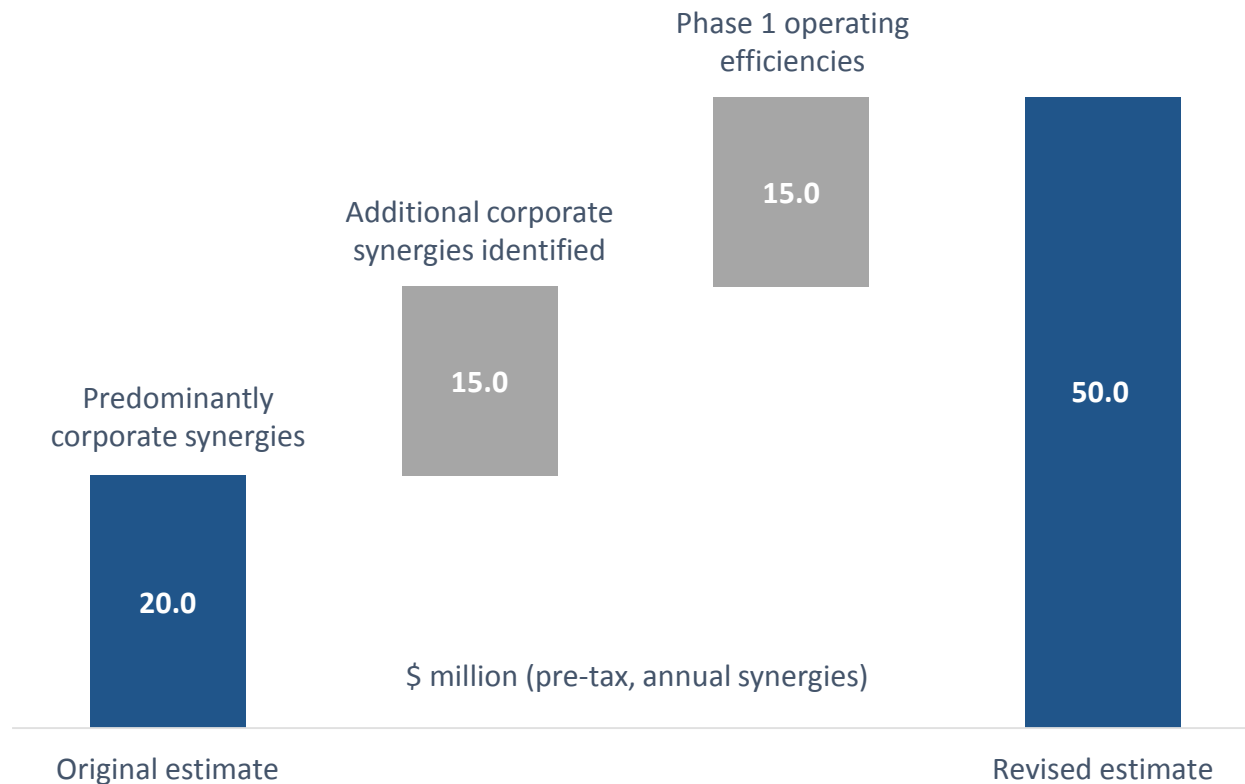 Phase 1 operating
efficiencies
15.0
Additional corporate
synergies identified
15.0
50.0
Predominantly
corporate synergies
20.0
$ million (pre-tax, annual synergies)
Original estimate
Revised estimate